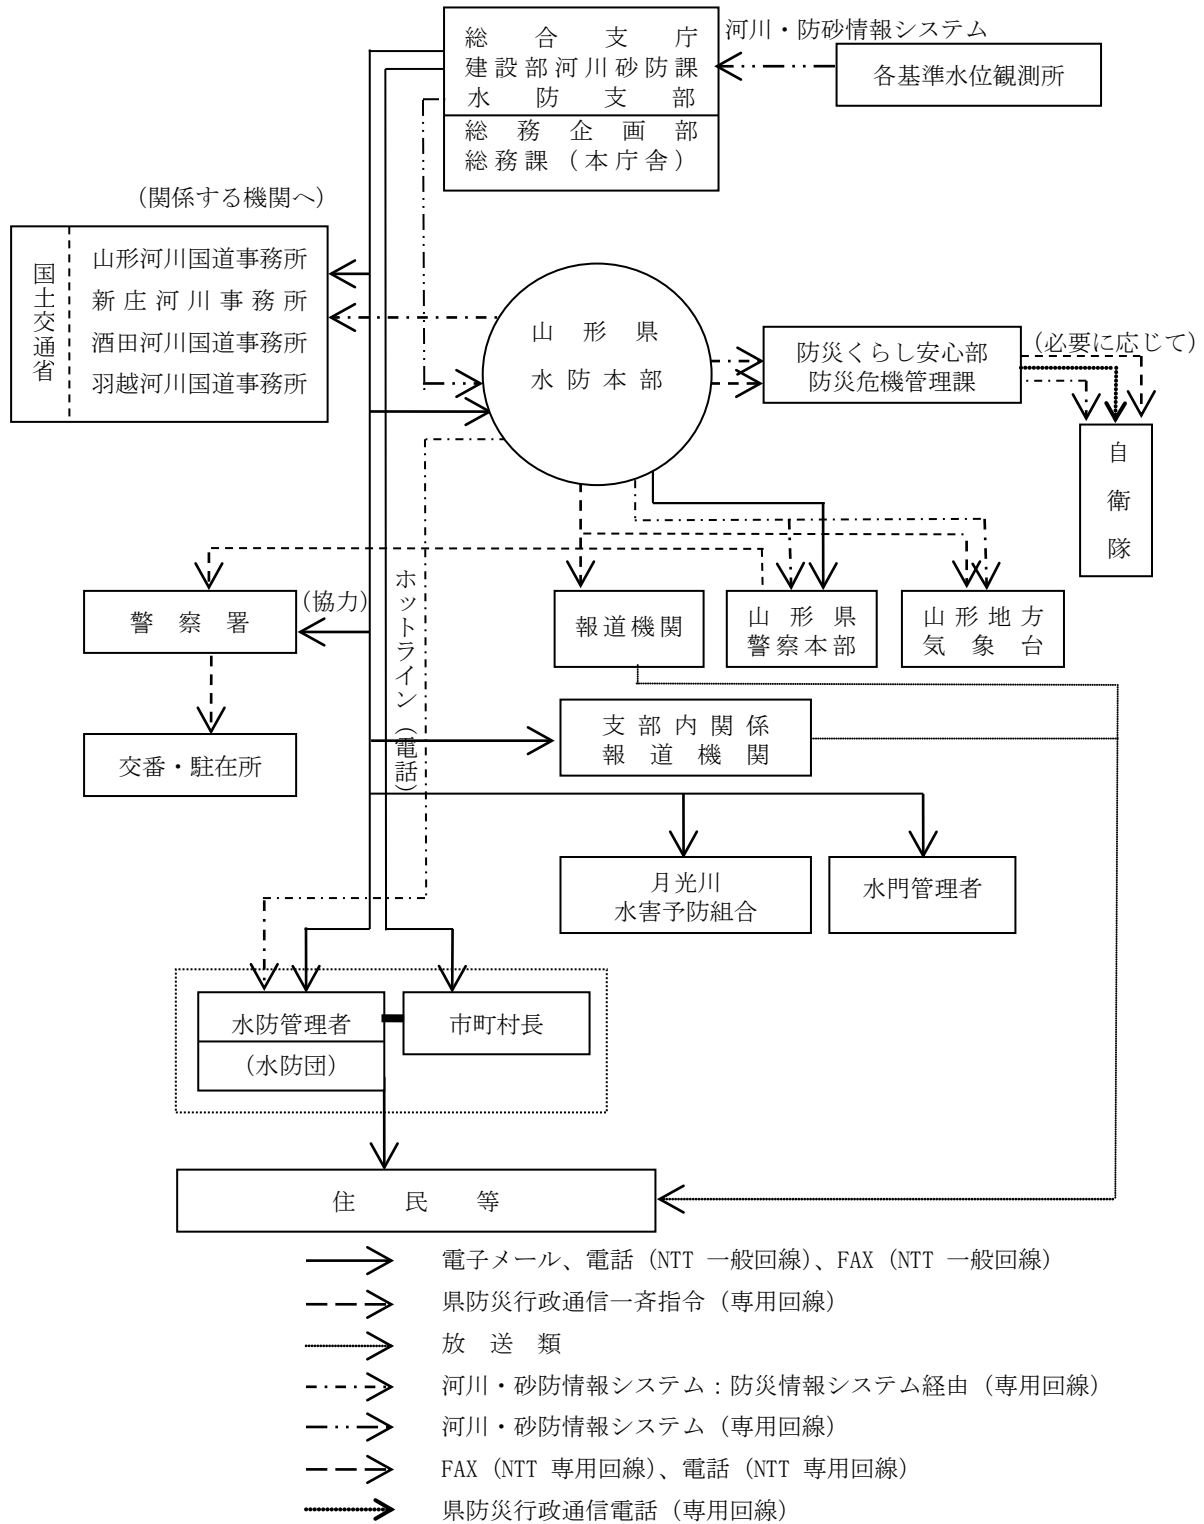 総合支庁
建設部河川砂防課
水防支部
総務企画部
総務課（本庁舎）
河川・防砂情報システム
各基準水位観測所
（関係する機関へ）
国土交通省
山形河川国道事務所
新庄河川事務所
酒田河川国道事務所
羽越河川国道事務所
山形県
水防本部
防災くらし安心部
防災危機管理課
（必要に応じて）
自衛隊
警察署
（協力）
ホットライン（電話）
報道機関
山形県
警察本部
山形地方
気象台
交番・駐在所
支部内関係
報道機関
月光川
水害予防組合
水門管理者
水防管理者
（水防団）
市町村長
住民等
電子メール、電話（NTT 一般回線）、FAX（NTT 一般回線）
県防災行政通信一斉指令（専用回線）
放送類
河川・砂防情報システム：防災情報システム経由（専用回線）
河川・砂防情報システム（専用回線）
FAX（NTT 専用回線）、電話（NTT 専用回線）
県防災行政通信電話（専用回線）